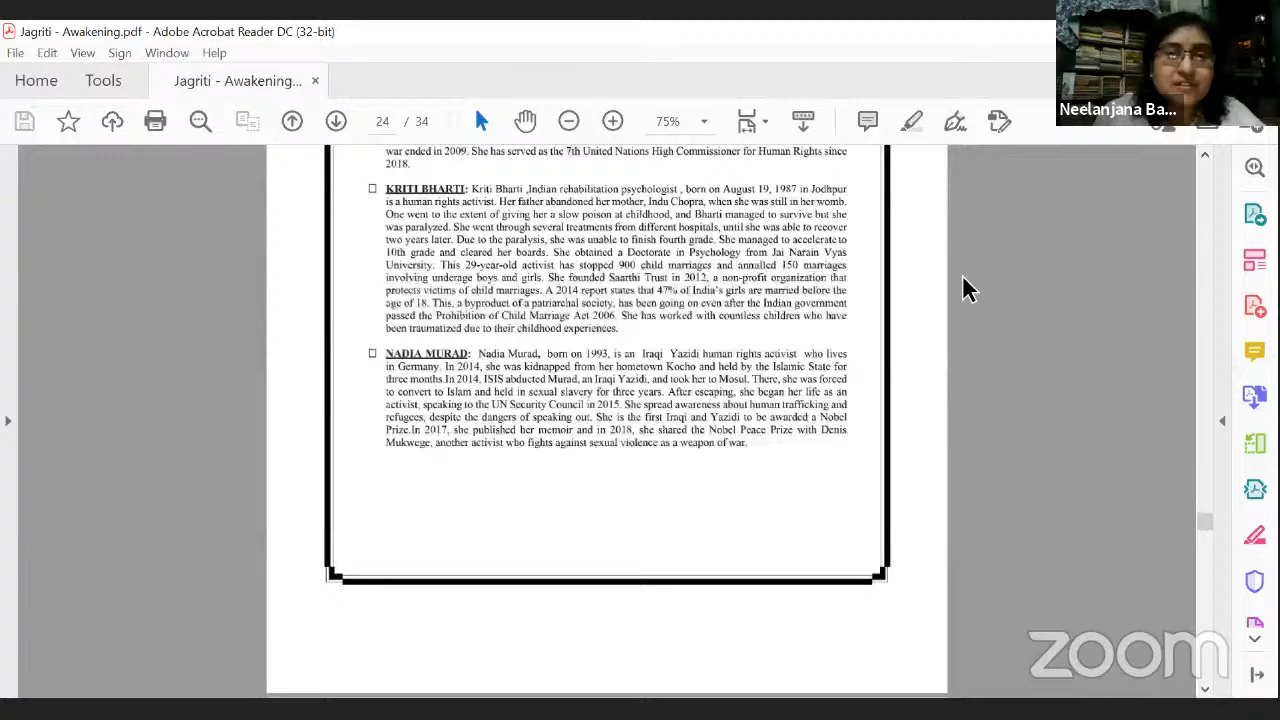 Jagriti - Awakening.pdf - Adobe Acrobat Reader DC (32-bit)
File Edit View Sign Window Help
Home Tools Jagriti - Awakening... ×
24 / 34 75%
Neelanjana Ba...
war ended in 2009. She has served as the 7th United Nations High Commissioner for Human Rights since
2018.
KRITI BHARTI: Kriti Bharti ,Indian rehabilitation psychologist , born on August 19, 1987 in Jodhpur
is a human rights activist. Her father abandoned her mother, Indu Chopra, when she was still in her womb.
One went to the extent of giving her a slow poison at childhood, and Bharti managed to survive but she
was paralyzed. She went through several treatments from different hospitals, until she was able to recover
two years later. Due to the paralysis, she was unable to finish fourth grade. She managed to accelerate to
10th grade and cleared her boards. She obtained a Doctorate in Psychology from Jai Narain Vyas
University. This 29-year-old activist has stopped 900 child marriages and annulled 150 marriages
involving underage boys and girls. She founded Saarthi Trust in 2012, a non-profit organization that
protects victims of child marriages. A 2014 report states that 47% of India's girls are married before the
age of 18. This, a byproduct of a patriarchal society, has been going on even after the Indian government
passed the Prohibition of Child Marriage Act 2006. She has worked with countless children who have
been traumatized due to their childhood experiences.
NADIA MURAD: Nadia Murad, born on 1993, is an Iraqi Yazidi human rights activist who lives
in Germany. In 2014, she was kidnapped from her hometown Kocho and held by the Islamic State for
three months.In 2014, ISIS abducted Murad, an Iraqi Yazidi, and took her to Mosul. There, she was forced
to convert to Islam and held in sexual slavery for three years. After escaping, she began her life as an
activist, speaking to the UN Security Council in 2015. She spread awareness about human trafficking and
refugees, despite the dangers of speaking out. She is the first Iraqi and Yazidi to be awarded a Nobel
Prize.In 2017, she published her memoir and in 2018, she shared the Nobel Peace Prize with Denis
Mukwege, another activist who fights against sexual violence as a weapon of war.
zoom